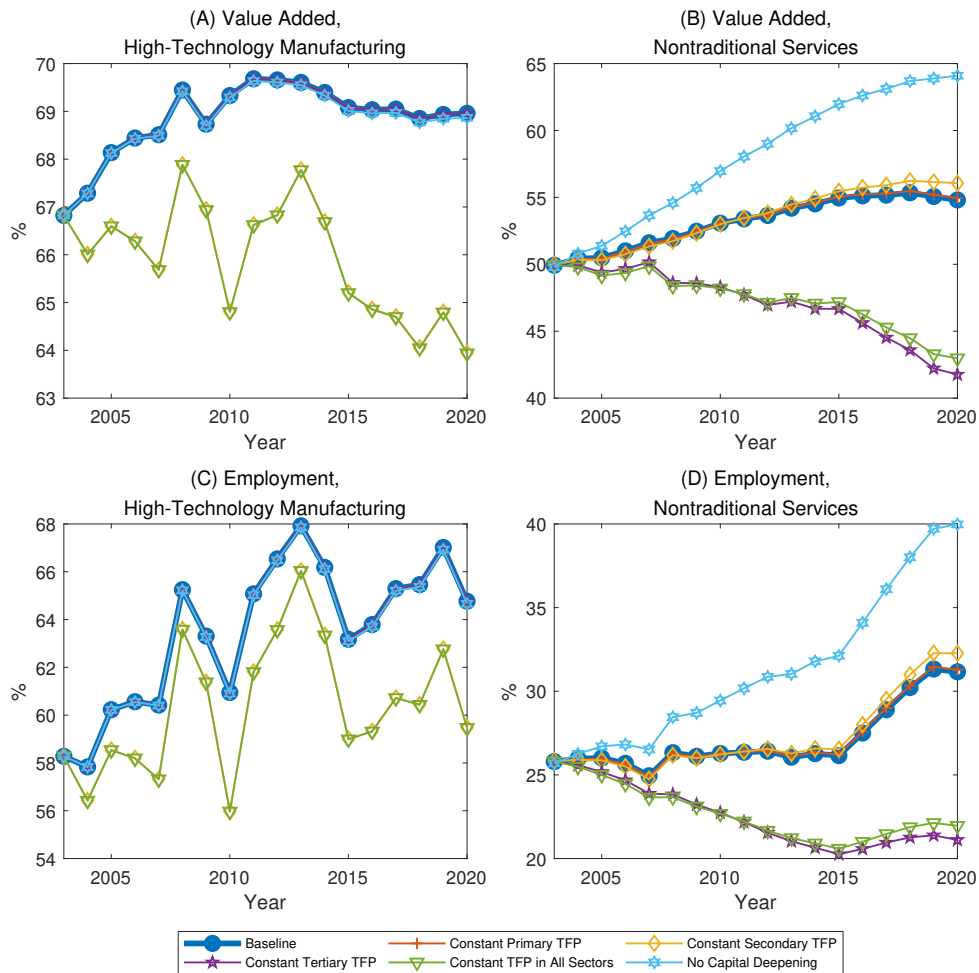 (A) Value Added,
High-Technology Manufacturing
70
69
68
67
66
65
64
63
%
2005 2010 2015 2020
Year
(B) Value Added,
Nontraditional Services
65
60
55
50
45
40
%
2005 2010 2015 2020
Year
(C) Employment,
High-Technology Manufacturing
68
66
64
62
60
58
56
54
%
2005 2010 2015 2020
Year
(D) Employment,
Nontraditional Services
40
35
30
25
20
%
2005 2010 2015 2020
Year
Baseline Constant Primary TFP Constant Secondary TFP
Constant Tertiary TFP Constant TFP in All Sectors No Capital Deepening